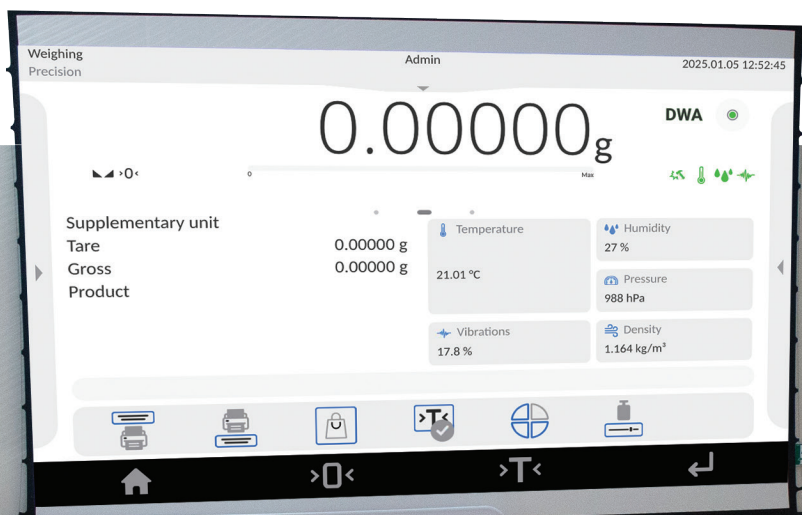 Weighing
Admin
2025.01.05 12:52:45
Precision
0.00000g
DWA
>0<
0
Max
Supplementary unit
Tare 0.00000 g
Gross 0.00000 g
Product
Temperature
21.01 °C
Humidity
27 %
Pressure
988 hPa
Vibrations
17.8 %
Density
1.164 kg/m³
>T<
>0<
>T<